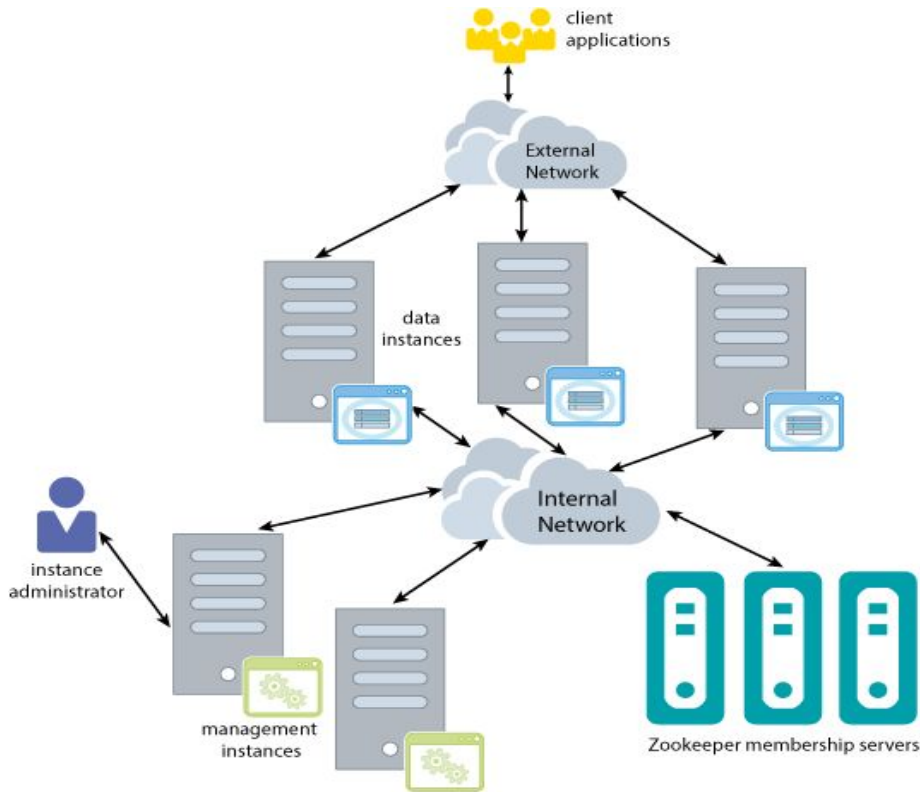 client
applications
External
Network
data
instances
Internal
Network
instance
administrator
management
instances
Zookeeper membership servers